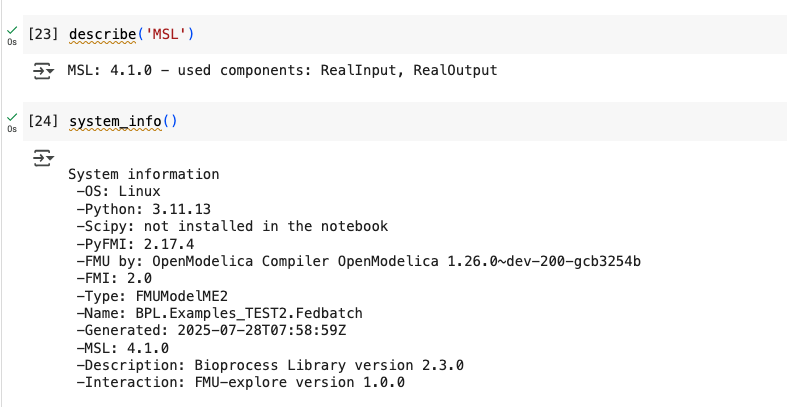 [23] describe('MSL')
0s
MSL: 4.1.0 – used components: RealInput, RealOutput
[24] system_info()
0s
System information
-OS: Linux
-Python: 3.11.13
-Scipy: not installed in the notebook
-PyFMI: 2.17.4
-FMU by: OpenModelica Compiler OpenModelica 1.26.0~dev-200-gcb3254b
-FMI: 2.0
-Type: FMUModelME2
-Name: BPL.Examples_TEST2.Fedbatch
-Generated: 2025-07-28T07:58:59Z
-MSL: 4.1.0
-Description: Bioprocess Library version 2.3.0
-Interaction: FMU-explore version 1.0.0